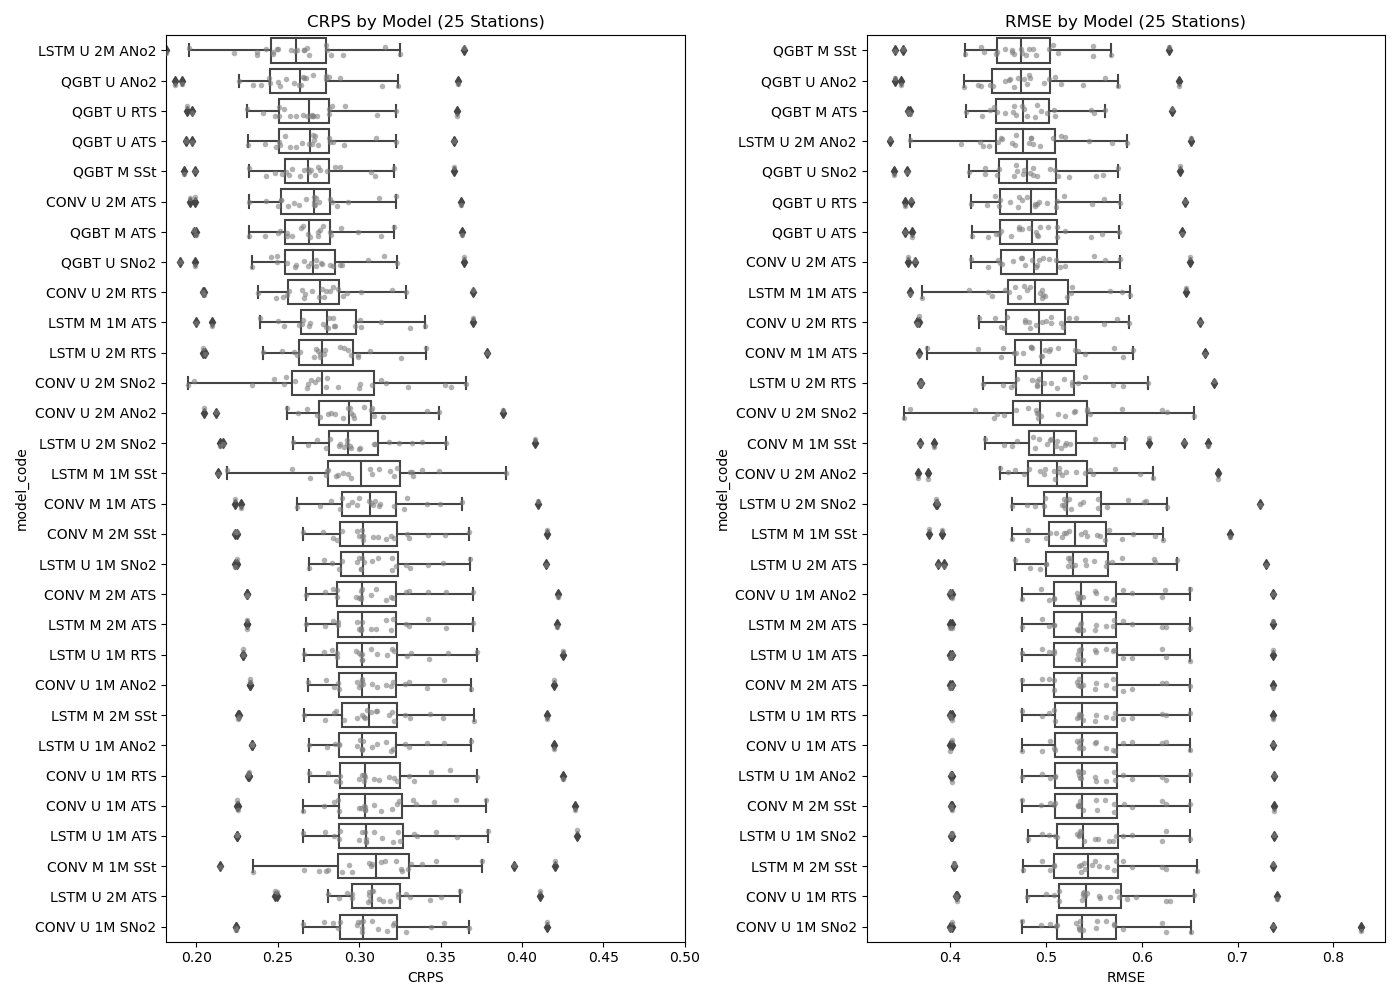 CRPS by Model (25 Stations)
model_code
LSTM U 2M ANo2
QGBT U ANo2
QGBT U RTS
QGBT U ATS
QGBT M SSt
CONV U 2M ATS
QGBT M ATS
QGBT U SNo2
CONV U 2M RTS
LSTM M 1M ATS
LSTM U 2M RTS
CONV U 2M SNo2
CONV U 2M ANo2
LSTM U 2M SNo2
LSTM M 1M SSt
CONV M 1M ATS
CONV M 2M SSt
LSTM U 1M SNo2
CONV M 2M ATS
LSTM M 2M ATS
LSTM U 1M RTS
CONV U 1M ANo2
LSTM M 2M SSt
LSTM U 1M ANo2
CONV U 1M RTS
CONV U 1M ATS
LSTM U 1M ATS
CONV M 1M SSt
LSTM U 2M ATS
CONV U 1M SNo2
0.20 0.25 0.30 0.35 0.40 0.45 0.50
CRPS
RMSE by Model (25 Stations)
model_code
QGBT M SSt
QGBT U ANo2
QGBT M ATS
LSTM U 2M ANo2
QGBT U SNo2
QGBT U RTS
QGBT U ATS
CONV U 2M ATS
LSTM M 1M ATS
CONV U 2M RTS
CONV M 1M ATS
LSTM U 2M RTS
CONV U 2M SNo2
CONV M 1M SSt
CONV U 2M ANo2
LSTM U 2M SNo2
LSTM M 1M SSt
LSTM U 2M ATS
CONV U 1M ANo2
LSTM M 2M ATS
LSTM U 1M ATS
CONV M 2M ATS
LSTM U 1M RTS
CONV U 1M ATS
LSTM U 1M ANo2
CONV M 2M SSt
LSTM U 1M SNo2
LSTM M 2M SSt
CONV U 1M RTS
CONV U 1M SNo2
0.4 0.5 0.6 0.7 0.8
RMSE